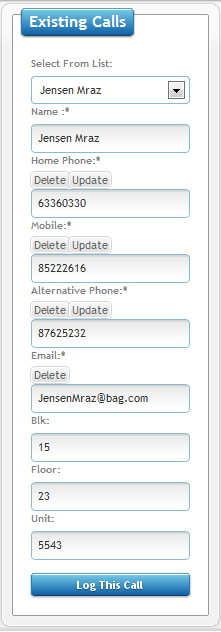 Existing Calls
Select From List:
Jensen Mraz
Name :*
Jensen Mraz
Home Phone:*
Delete Update
63360330
Mobile:*
Delete Update
85222616
Alternative Phone:*
Delete Update
87625232
Email:*
Delete
JensenMraz@bag.com
Blk:
15
Floor:
23
Unit:
5543
Log This Call